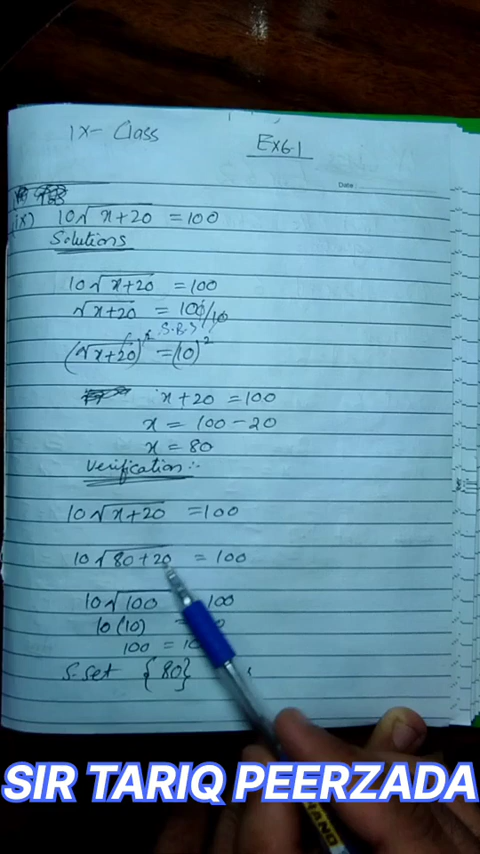 IX- Class
Ex6.1
Date
ix) 10√x+20 = 100
Solutions
10√x+20 = 100
√x+20 = 100/10
S.B.S
(√x+20)² = (10)²
x+20 = 100
x = 100-20
x = 80
Verification:-
10√x+20 = 100
10√80+20 = 100
10√100 100
10(10) =
100 = 10
S.set {80}
SIR TARIQ PEERZADA